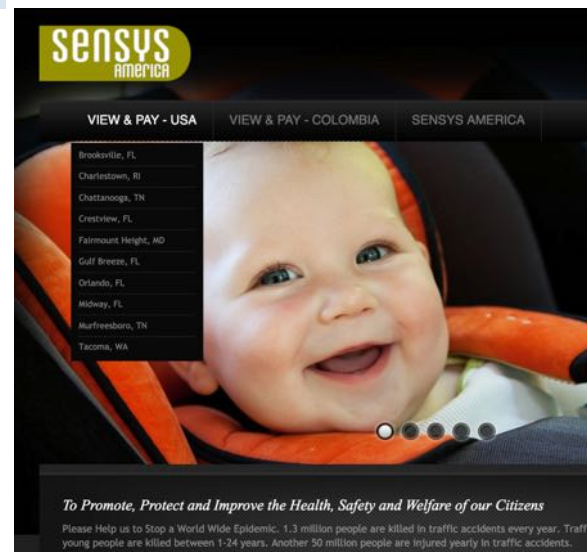 sensys
america
VIEW & PAY - USA
VIEW & PAY - COLOMBIA
SENSYS AMERICA
Brooksville, FL
Charlestown, RI
Chattanooga, TN
Crestview, FL
Fairmount Height, MD
Gulf Breeze, FL
Orlando, FL
Midway, FL
Murfreesboro, TN
Tacoma, WA
To Promote, Protect and Improve the Health, Safety and Welfare of our Citizens
Please Help us to Stop a World Wide Epidemic. 1.3 million people are killed in traffic accidents every year. Traff
young people are killed between 1-24 years. Another 50 million people are injured yearly in traffic accidents.